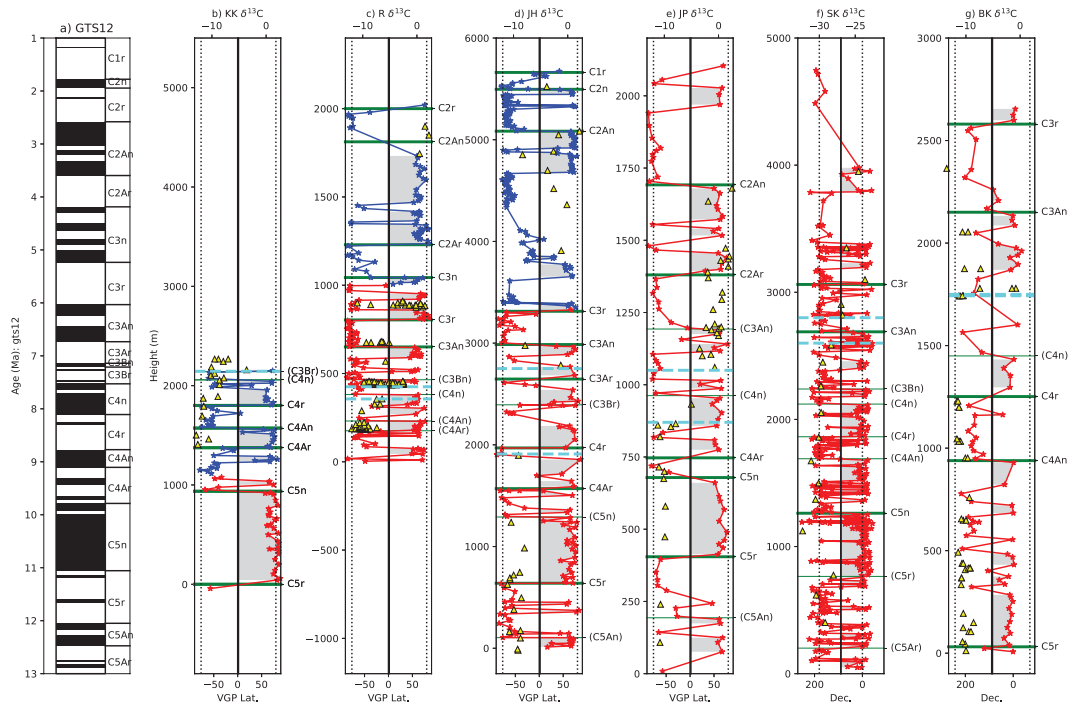 a) GTS12
b) KK δ¹³C
c) R δ¹³C
d) JH δ¹³C
e) JP δ¹³C
f) SK δ¹³C
g) BK δ¹³C
−10 0
−10 0
−10 0
−10 0
−30 −25
−10 0
Age (Ma): gts12
1
2
3
4
5
6
7
8
9
10
11
12
13
C1r
C2n
C2r
C2An
C2Ar
C3n
C3r
C3An
C3Ar
C3Bn
C3Br
C4n
C4r
C4An
C4Ar
C5n
C5r
C5An
C5Ar
Height (m)
5000
4000
3000
2000
1000
0
(C3Br)
(C4n)
C4r
C4An
C4Ar
C5n
C5r
−50 0 50
VGP Lat.
2000
1500
1000
500
0
−500
−1000
C2r
C2An
C2Ar
C3n
C3r
C3An
(C3Bn)
(C4n)
(C4An)
(C4Ar)
−50 0 50
VGP Lat.
6000
5000
4000
3000
2000
1000
0
C1r
C2n
C2An
C3r
C3An
C3Ar
(C3Br)
C4r
C4Ar
(C5n)
C5r
(C5An)
−50 0 50
VGP Lat.
2000
1750
1500
1250
1000
750
500
250
0
C2An
C2Ar
(C3An)
(C4n)
C4Ar
C5n
C5r
(C5An)
−50 0 50
VGP Lat.
5000
4000
3000
2000
1000
0
C3r
C3An
(C3Bn)
(C4n)
(C4r)
(C4An)
C5n
(C5r)
(C5Ar)
200 0
Dec.
3000
2500
2000
1500
1000
500
0
C3r
C3An
(C4n)
C4r
C4An
C5r
200 0
Dec.